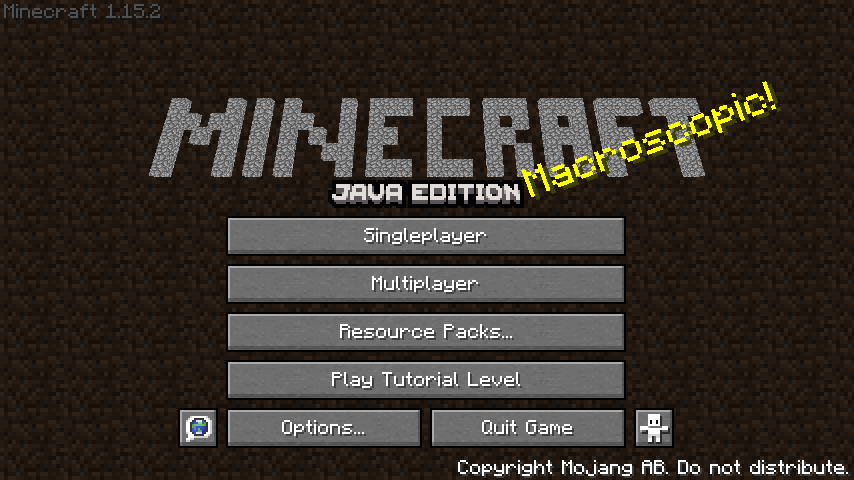 Minecraft 1.15.2
MINECRAFT
Macroscopic!
JAVA EDITION
Singleplayer
Multiplayer
Resource Packs...
Play Tutorial Level
Options...
Quit Game
Copyright Mojang AB. Do not distribute.